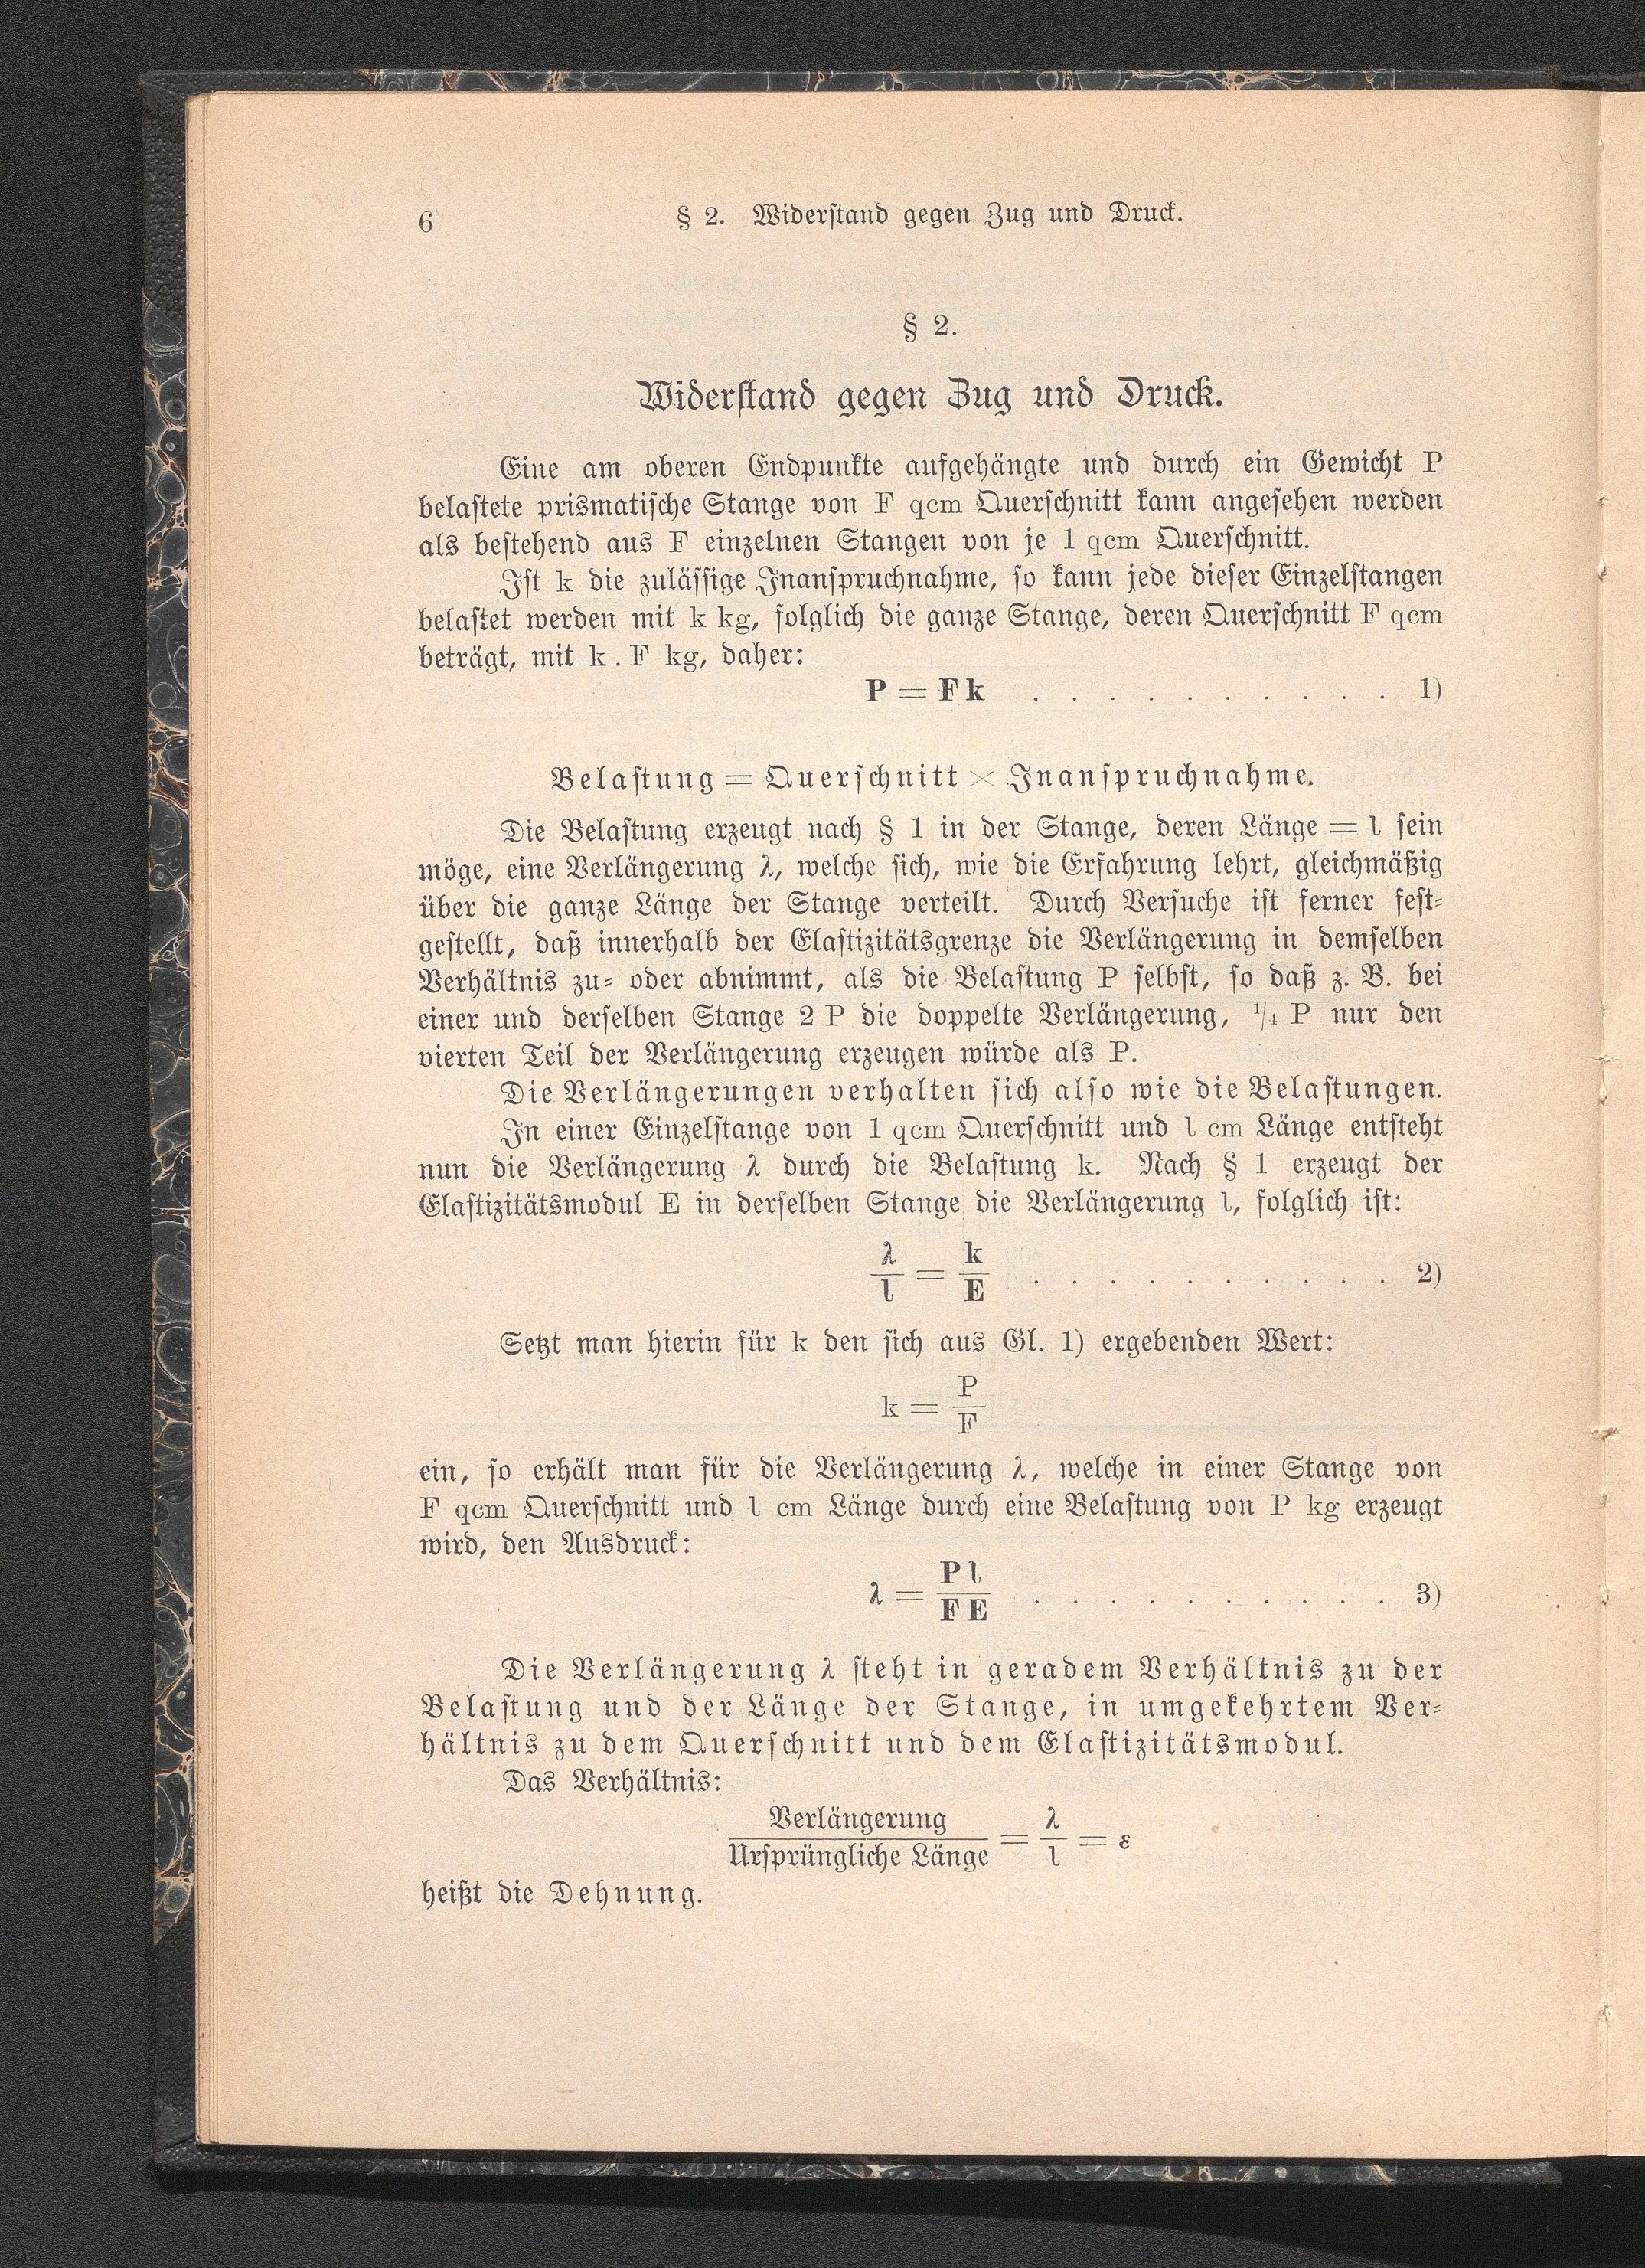 6 § 2. Widerstand gegen Zug und Druck.
§ 2.
Widerstand gegen Zug und Druck.
Eine am oberen Endpunkte aufgehängte und durch ein Gewicht P
belastete prismatische Stange von F qcm Querschnitt kann angesehen werden
als bestehend aus F einzelnen Stangen von je 1 qcm Querschnitt.
Ist k die zulässige Inanspruchnahme, so kann jede dieser Einzelstangen
belastet werden mit k kg, folglich die ganze Stange, deren Querschnitt F qcm
beträgt, mit k . F kg, daher:
P = F k . . . . . . . . . . 1)
Belastung = Querschnitt × Inanspruchnahme.
Die Belastung erzeugt nach § 1 in der Stange, deren Länge = l sein
möge, eine Verlängerung λ, welche sich, wie die Erfahrung lehrt, gleichmäßig
über die ganze Länge der Stange verteilt. Durch Versuche ist ferner fest-
gestellt, daß innerhalb der Elastizitätsgrenze die Verlängerung in demselben
Verhältnis zu- oder abnimmt, als die Belastung P selbst, so daß z. B. bei
einer und derselben Stange 2 P die doppelte Verlängerung, 1/4 P nur den
vierten Teil der Verlängerung erzeugen würde als P.
Die Verlängerungen verhalten sich also wie die Belastungen.
In einer Einzelstange von 1 qcm Querschnitt und l cm Länge entsteht
nun die Verlängerung λ durch die Belastung k. Nach § 1 erzeugt der
Elastizitätsmodul E in derselben Stange die Verlängerung l, folglich ist:
λ/l = k/E . . . . . . . . . . 2)
Setzt man hierin für k den sich aus Gl. 1) ergebenden Wert:
k = P/F
ein, so erhält man für die Verlängerung λ, welche in einer Stange von
F qcm Querschnitt und l cm Länge durch eine Belastung von P kg erzeugt
wird, den Ausdruck:
λ = P l/F E . . . . . . . . . . 3)
Die Verlängerung λ steht in geradem Verhältnis zu der
Belastung und der Länge der Stange, in umgekehrtem Ver-
hältnis zu dem Querschnitt und dem Elastizitätsmodul.
Das Verhältnis:
Verlängerung/Ursprüngliche Länge = λ/l = ε
heißt die Dehnung.